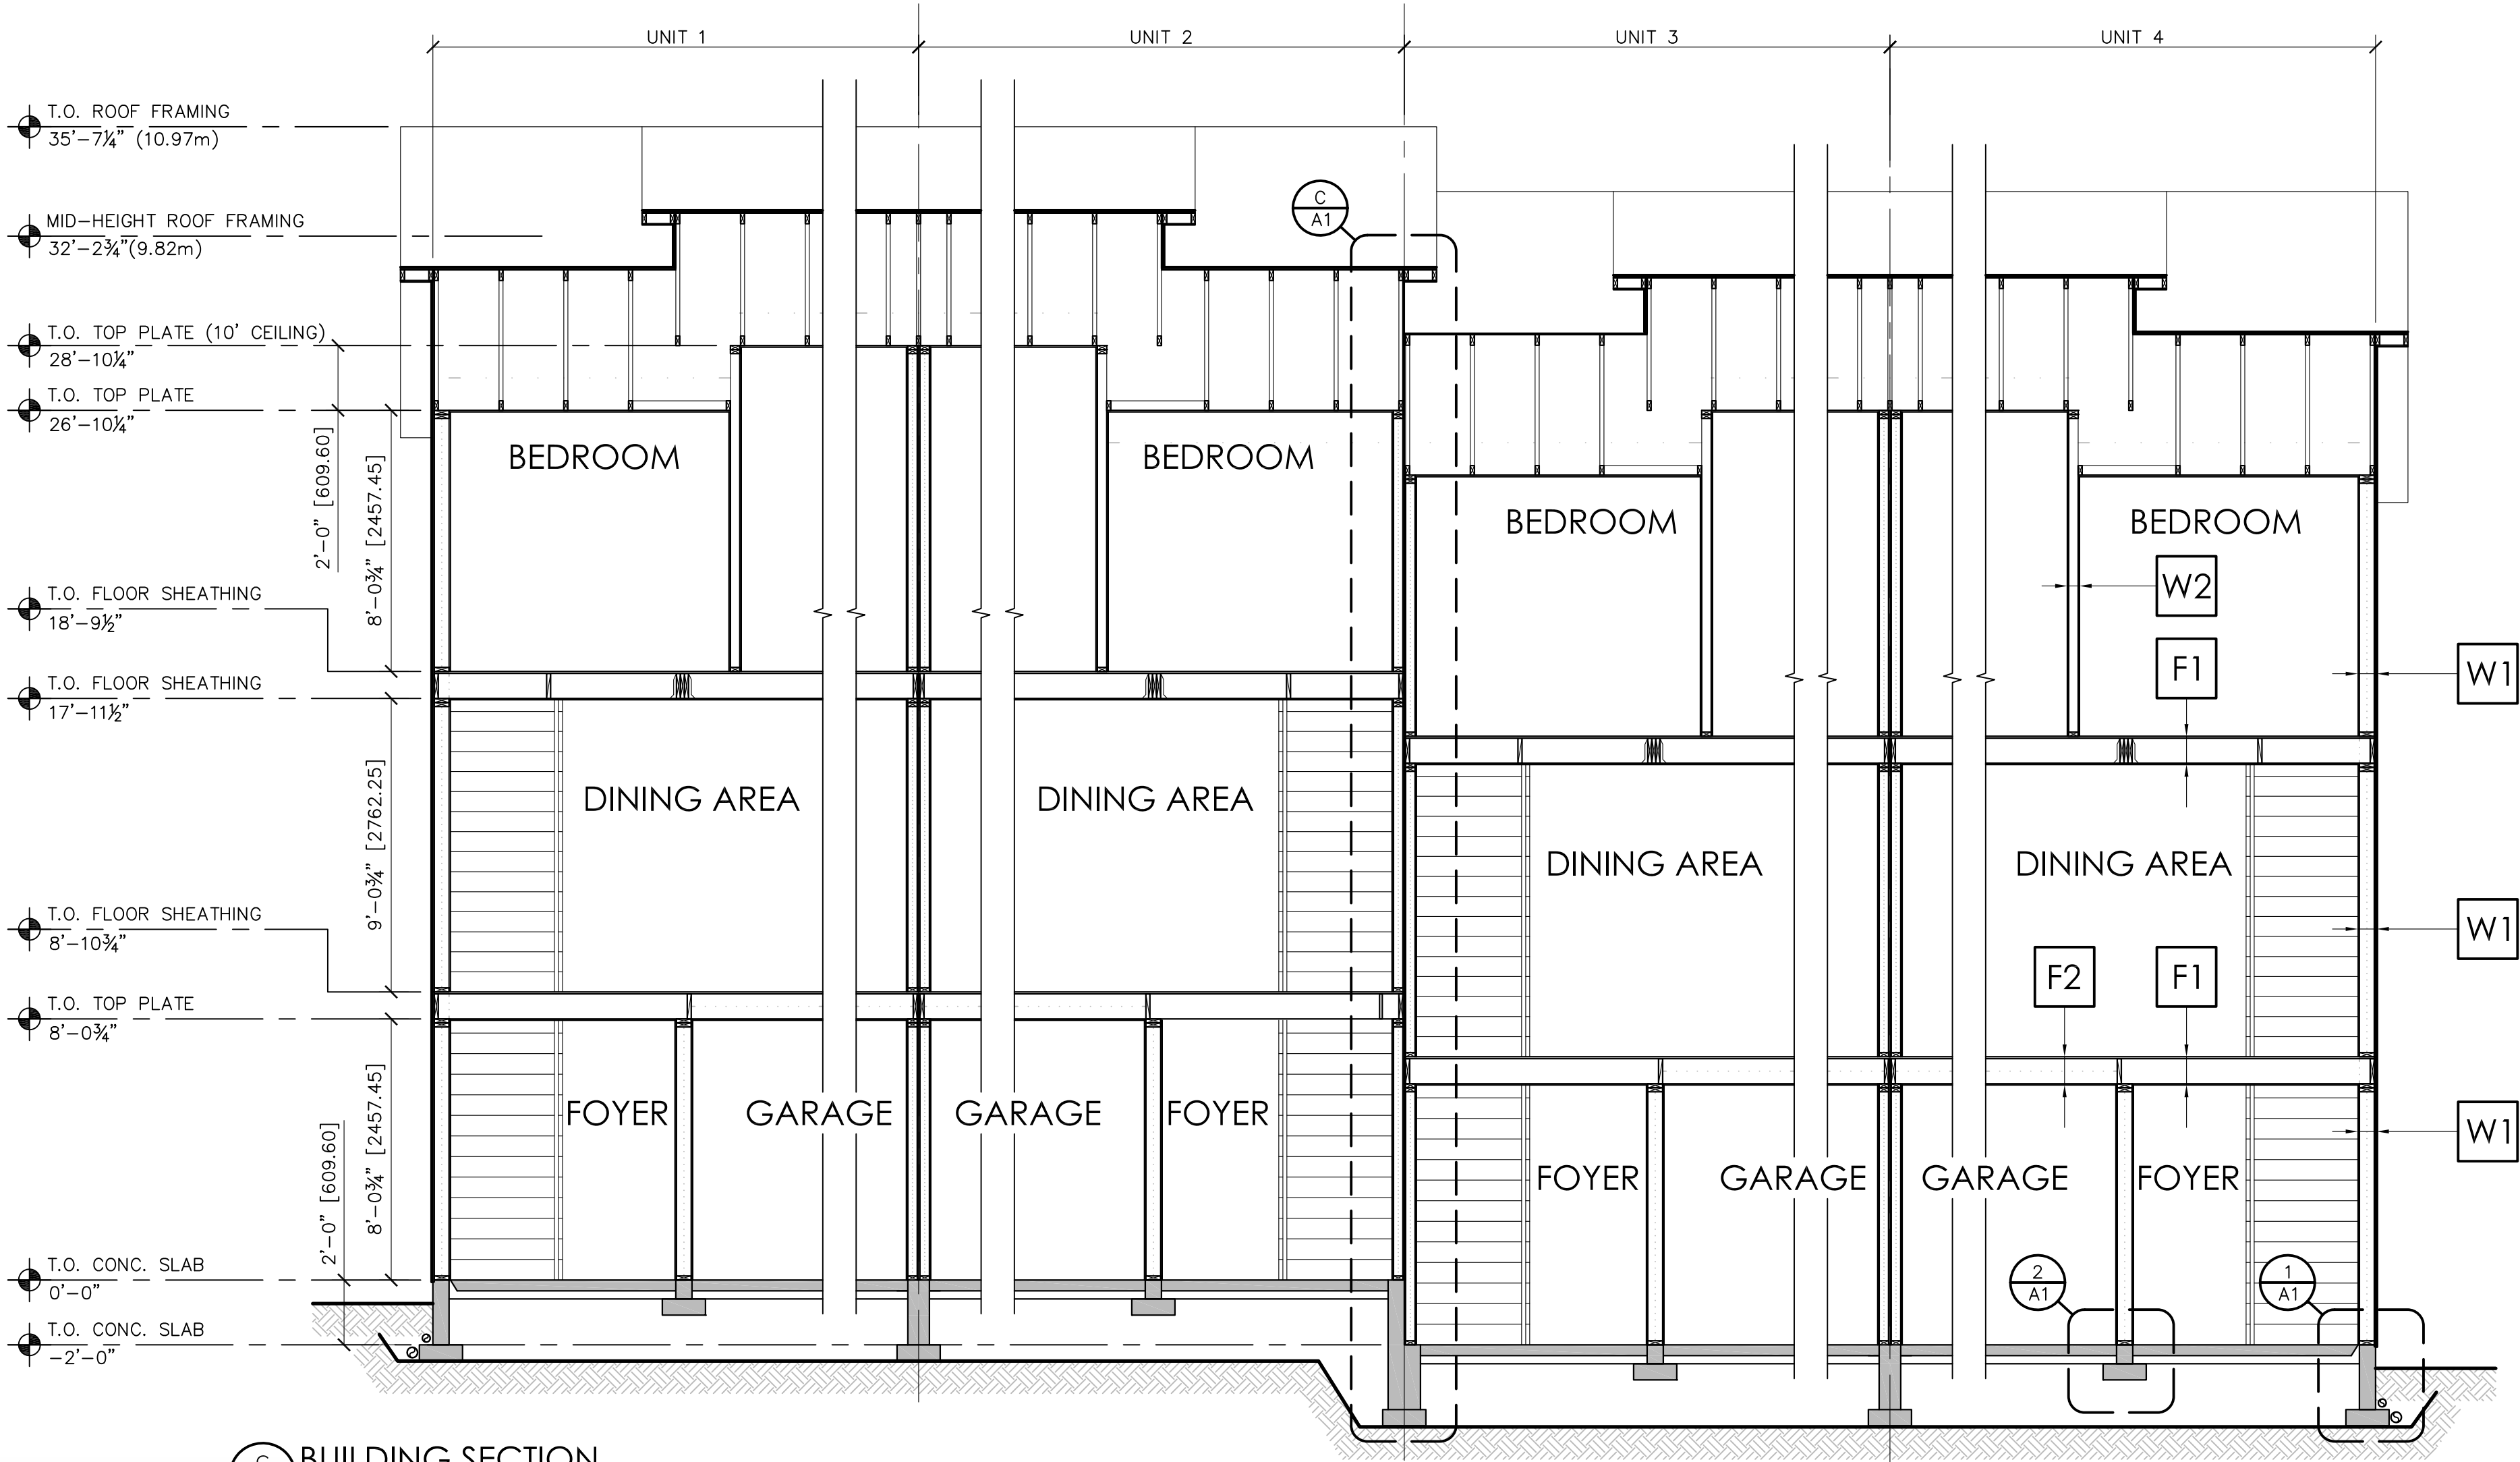 UNIT 1
UNIT 2
UNIT 3
UNIT 4
T.O. ROOF FRAMING
35'-7¼" (10.97m)
MID-HEIGHT ROOF FRAMING
32'-2¾"(9.82m)
T.O. TOP PLATE (10' CEILING)
28'-10¼"
T.O. TOP PLATE
26'-10¼"
T.O. FLOOR SHEATHING
18'-9½"
T.O. FLOOR SHEATHING
17'-11½"
T.O. FLOOR SHEATHING
8'-10¾"
T.O. TOP PLATE
8'-0¾"
T.O. CONC. SLAB
0'-0"
T.O. CONC. SLAB
-2'-0"
2'-0" [609.60]
8'-0¾" [2457.45]
9'-0¾" [2762.25]
8'-0¾" [2457.45]
2'-0" [609.60]
C
A1
BEDROOM
BEDROOM
BEDROOM
BEDROOM
W2
F1
W1
DINING AREA
DINING AREA
DINING AREA
DINING AREA
W1
F2
F1
FOYER
GARAGE
GARAGE
FOYER
W1
FOYER
GARAGE
GARAGE
FOYER
2
A1
1
A1
BUILDING SECTION